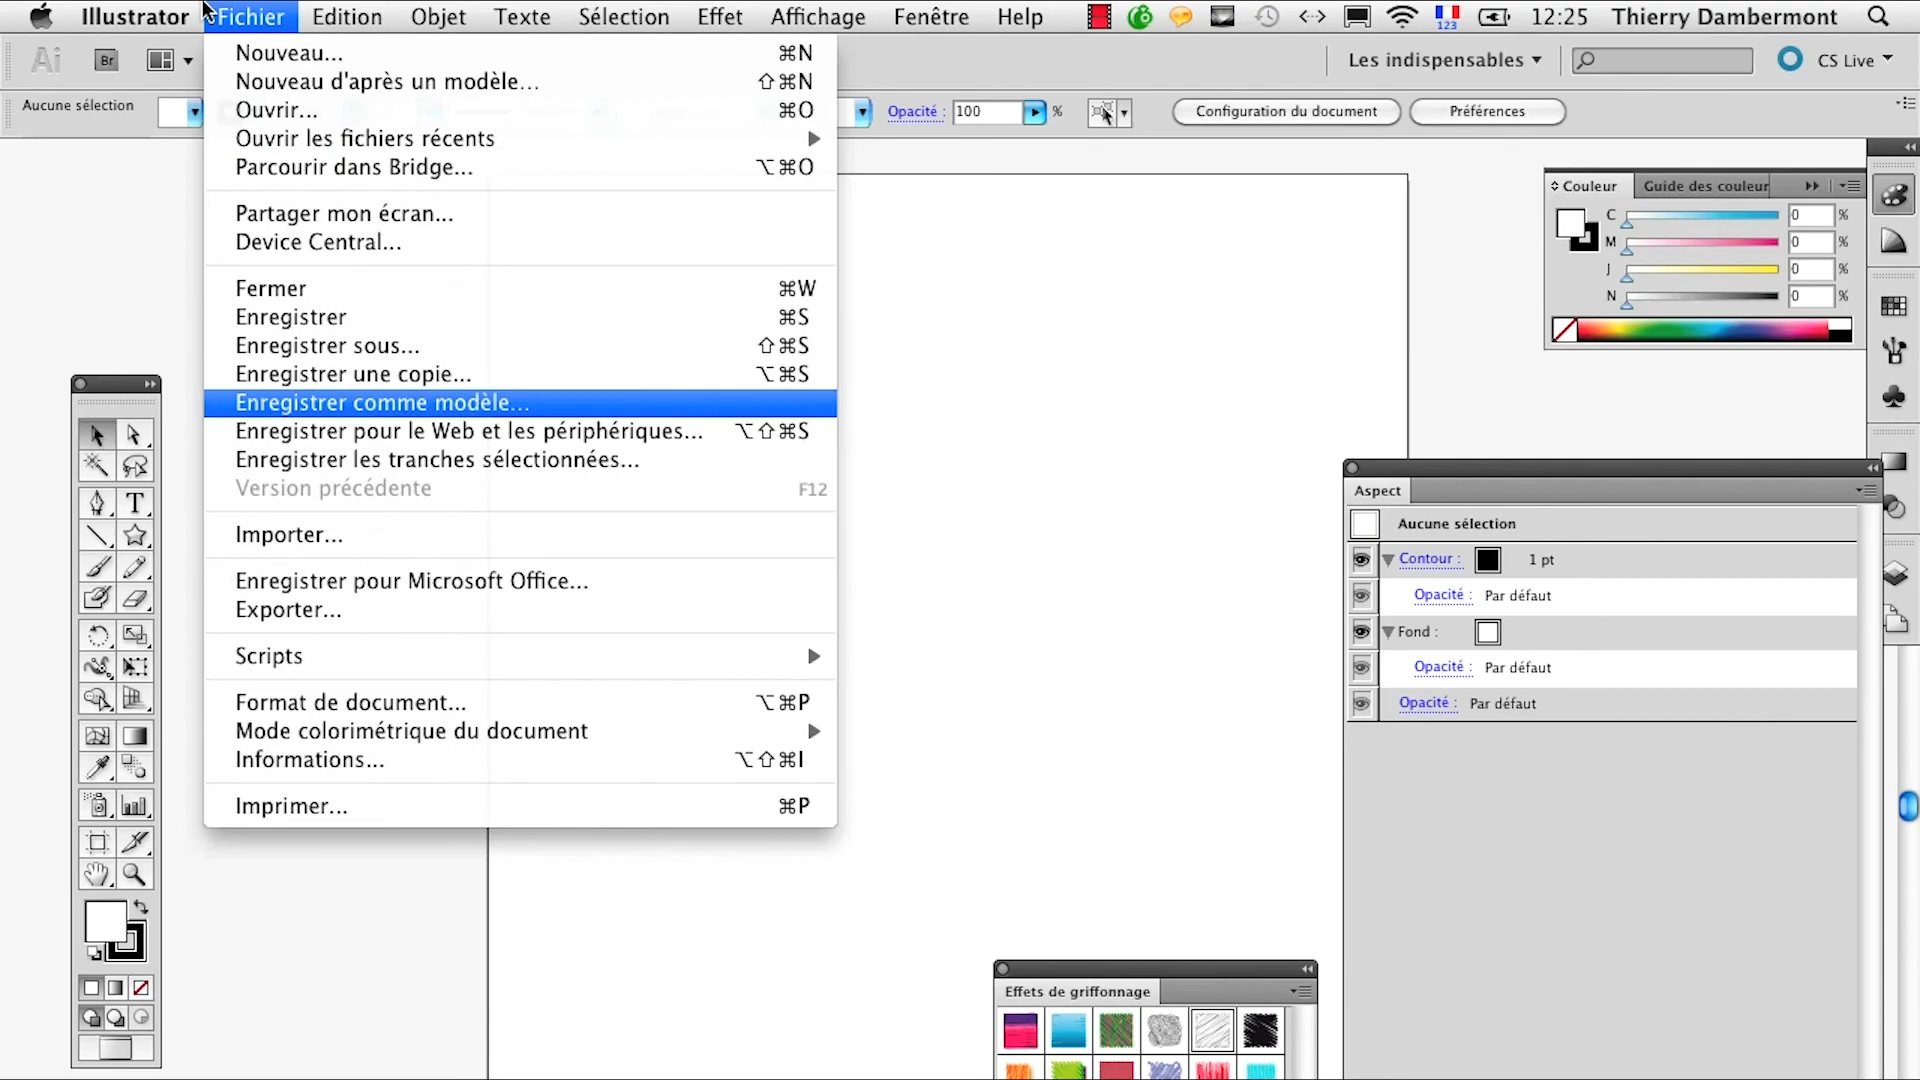 Illustrator Fichier Edition Objet Texte Sélection Effet Affichage Fenêtre Help 123 12:25 Thierry Dambermont
Ai Br Les indispensables CS Live
Aucune sélection Opacité : 100 % Configuration du document Préférences
Nouveau... ⌘N
Nouveau d'après un modèle... ⇧⌘N
Ouvrir... ⌘O
Ouvrir les fichiers récents
Parcourir dans Bridge... ⌥⌘O
Partager mon écran...
Device Central...
Fermer ⌘W
Enregistrer ⌘S
Enregistrer sous... ⇧⌘S
Enregistrer une copie... ⌥⌘S
Enregistrer comme modèle...
Enregistrer pour le Web et les périphériques... ⌥⇧⌘S
Enregistrer les tranches sélectionnées...
Version précédente F12
Importer...
Enregistrer pour Microsoft Office...
Exporter...
Scripts
Format de document... ⌥⌘P
Mode colorimétrique du document
Informations... ⌥⇧⌘I
Imprimer... ⌘P
Couleur Guide des couleur
C 0 %
M 0 %
J 0 %
N 0 %
Aspect
Aucune sélection
Contour : 1 pt
Opacité : Par défaut
Fond :
Opacité : Par défaut
Opacité : Par défaut
Effets de griffonnage